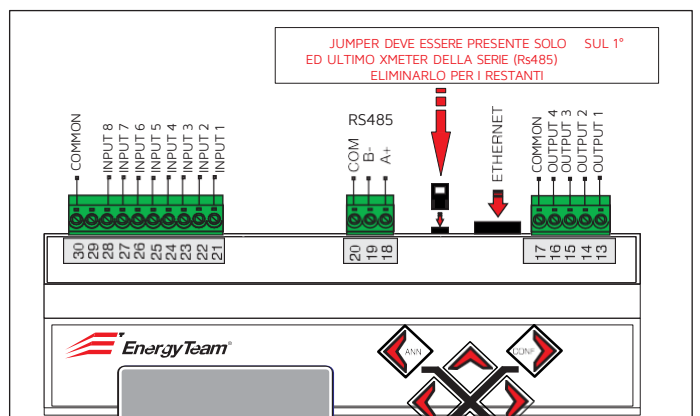 JUMPER DEVE ESSERE PRESENTE SOLO SUL 1°
ED ULTIMO XMETER DELLA SERIE (Rs485)
ELIMINARLO PER I RESTANTI
COMMON
INPUT 8
INPUT 7
INPUT 6
INPUT 5
INPUT 4
INPUT 3
INPUT 2
INPUT 1
RS485
COM
B-
A+
ETHERNET
COMMON
OUTPUT 4
OUTPUT 3
OUTPUT 2
OUTPUT 1
30
29
28
27
26
25
24
23
22
21
20
19
18
17
16
15
14
13
EnergyTeam®
ANN
CONF